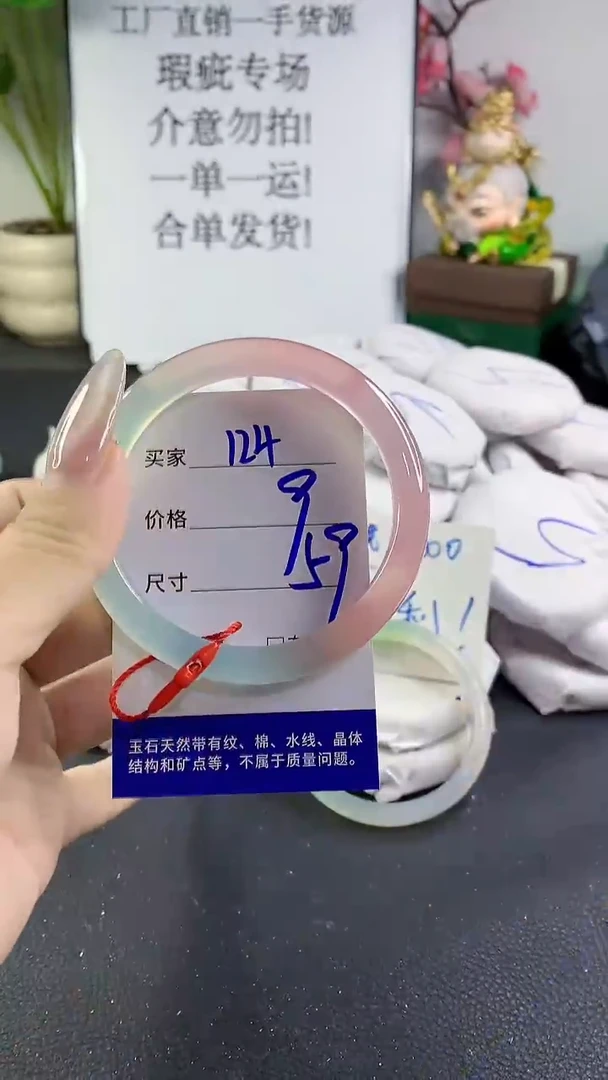 工厂直销一手货源
瑕疵专场
介意勿拍!
一单一运!
合单发货!
买家 124
价格 9
尺寸 59
玉石天然带有纹、棉、水线、晶体
结构和矿点等，不属于质量问题。